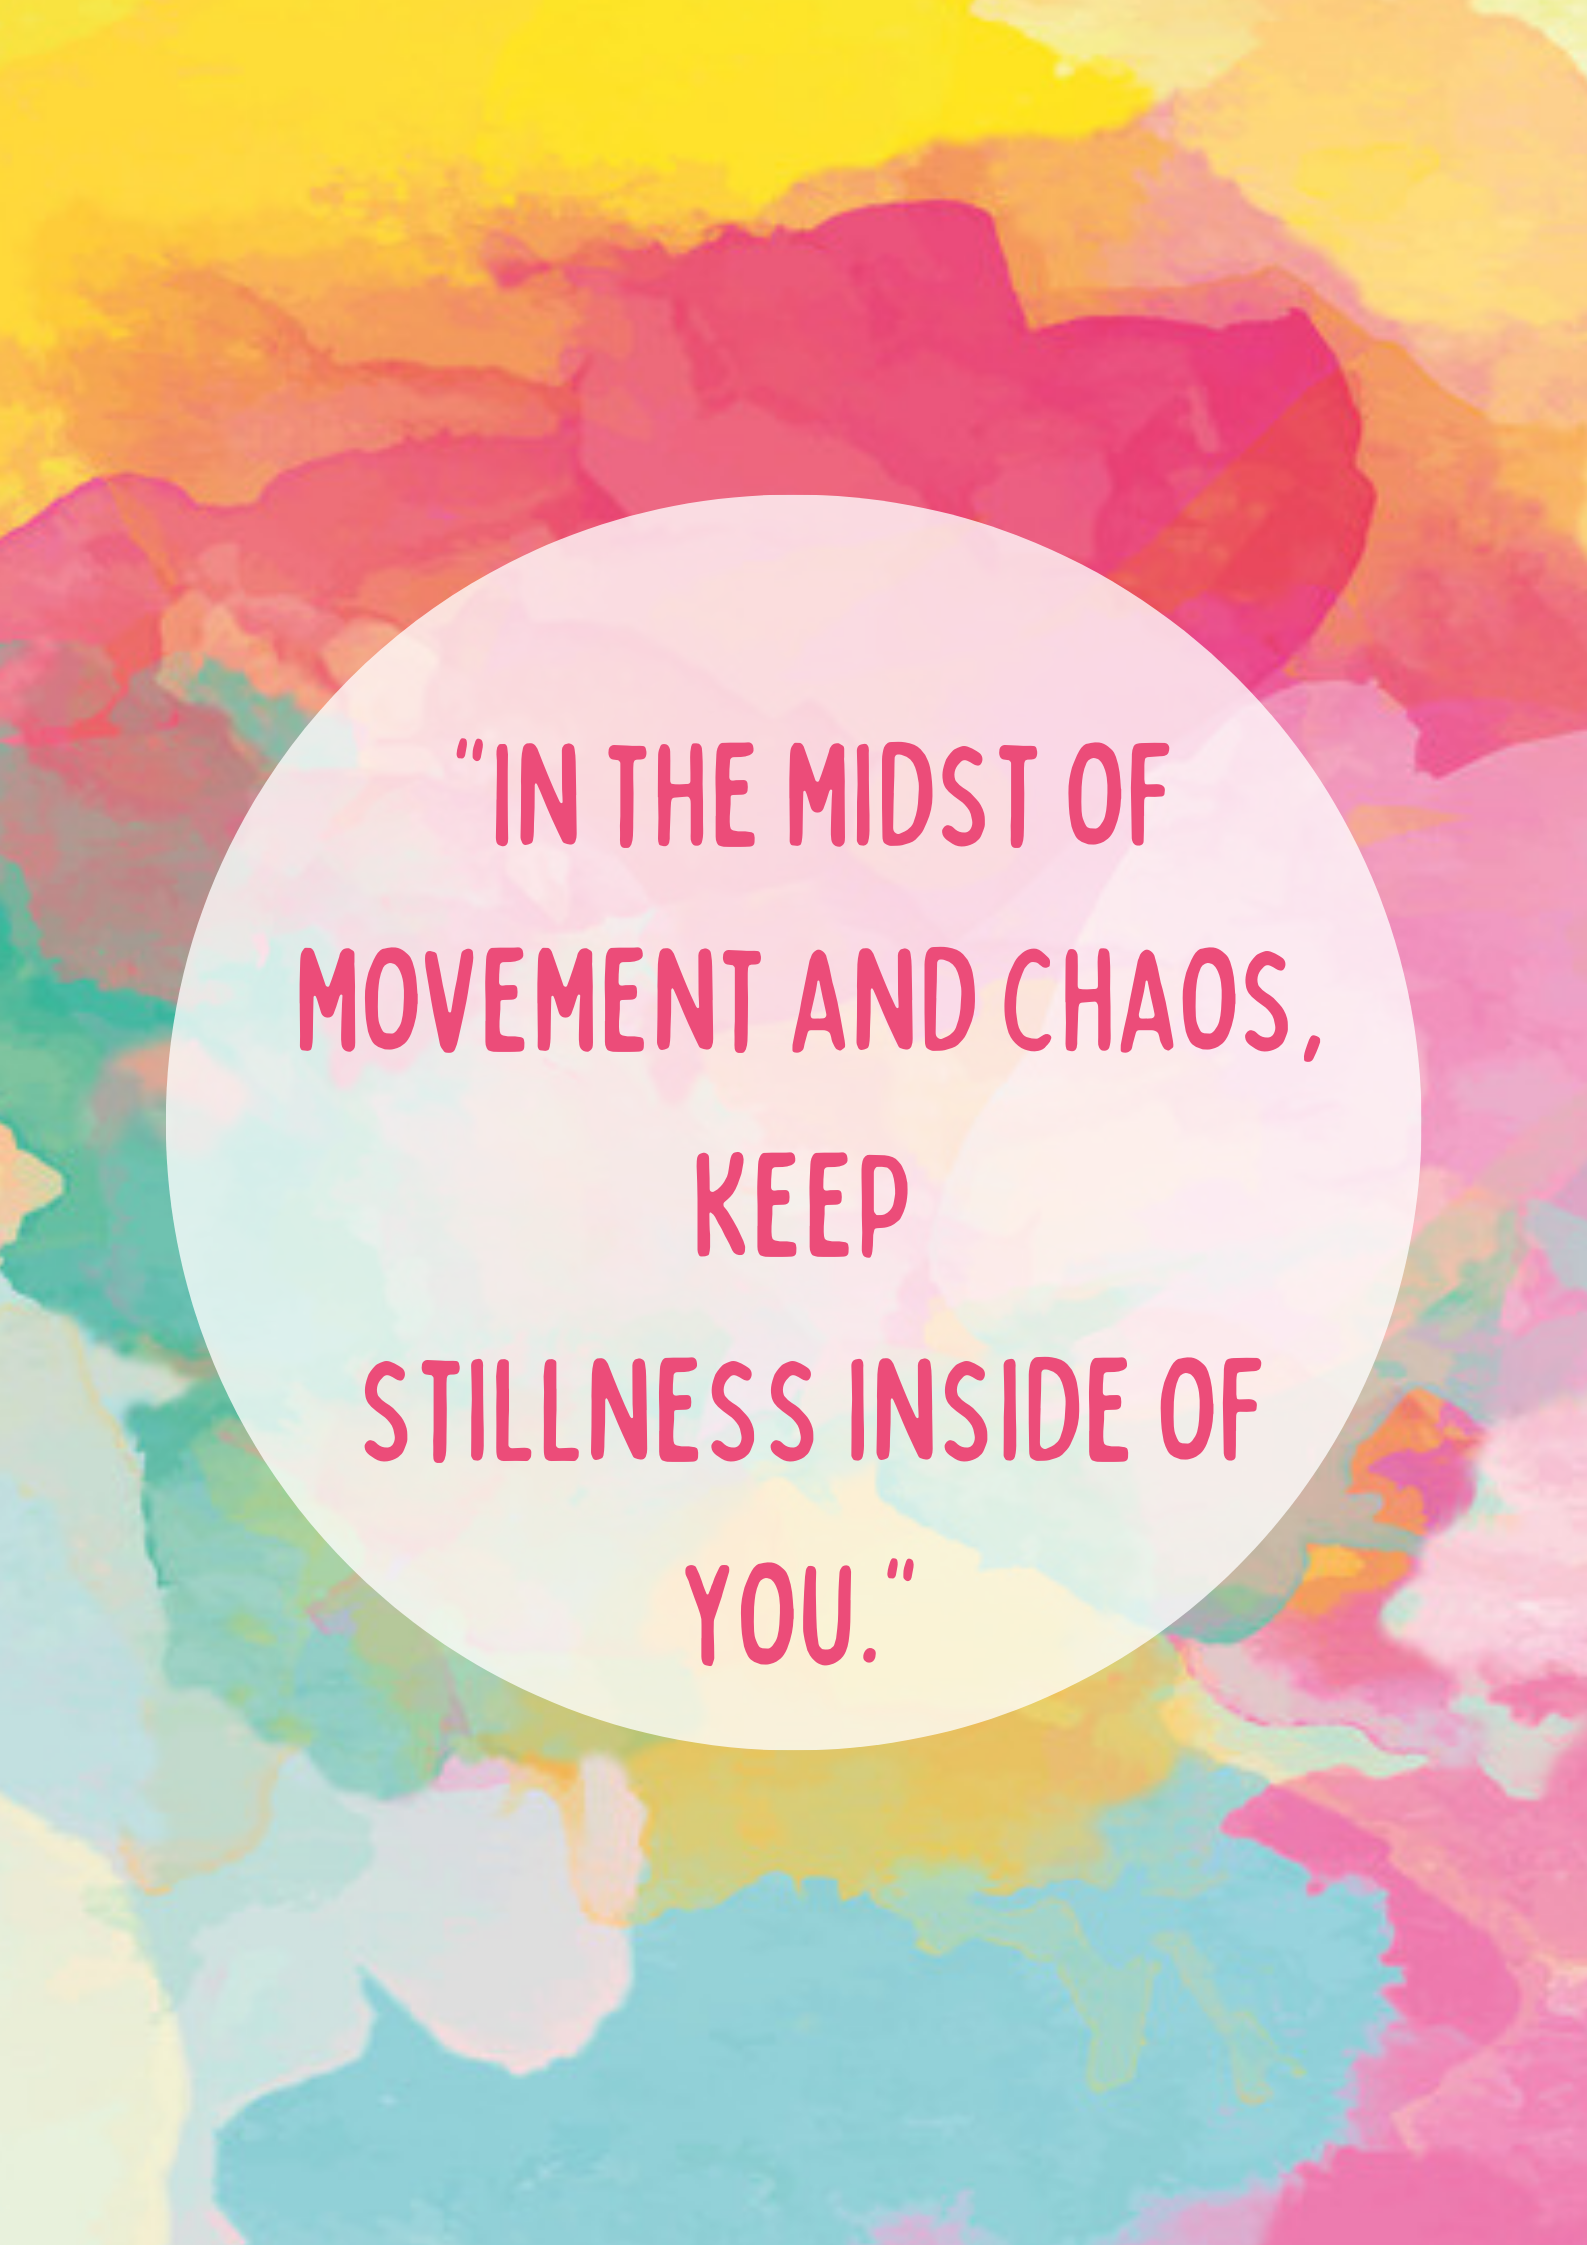 “IN THE MIDST OF
MOVEMENT AND CHAOS,
KEEP
STILLNESS INSIDE OF
YOU.”